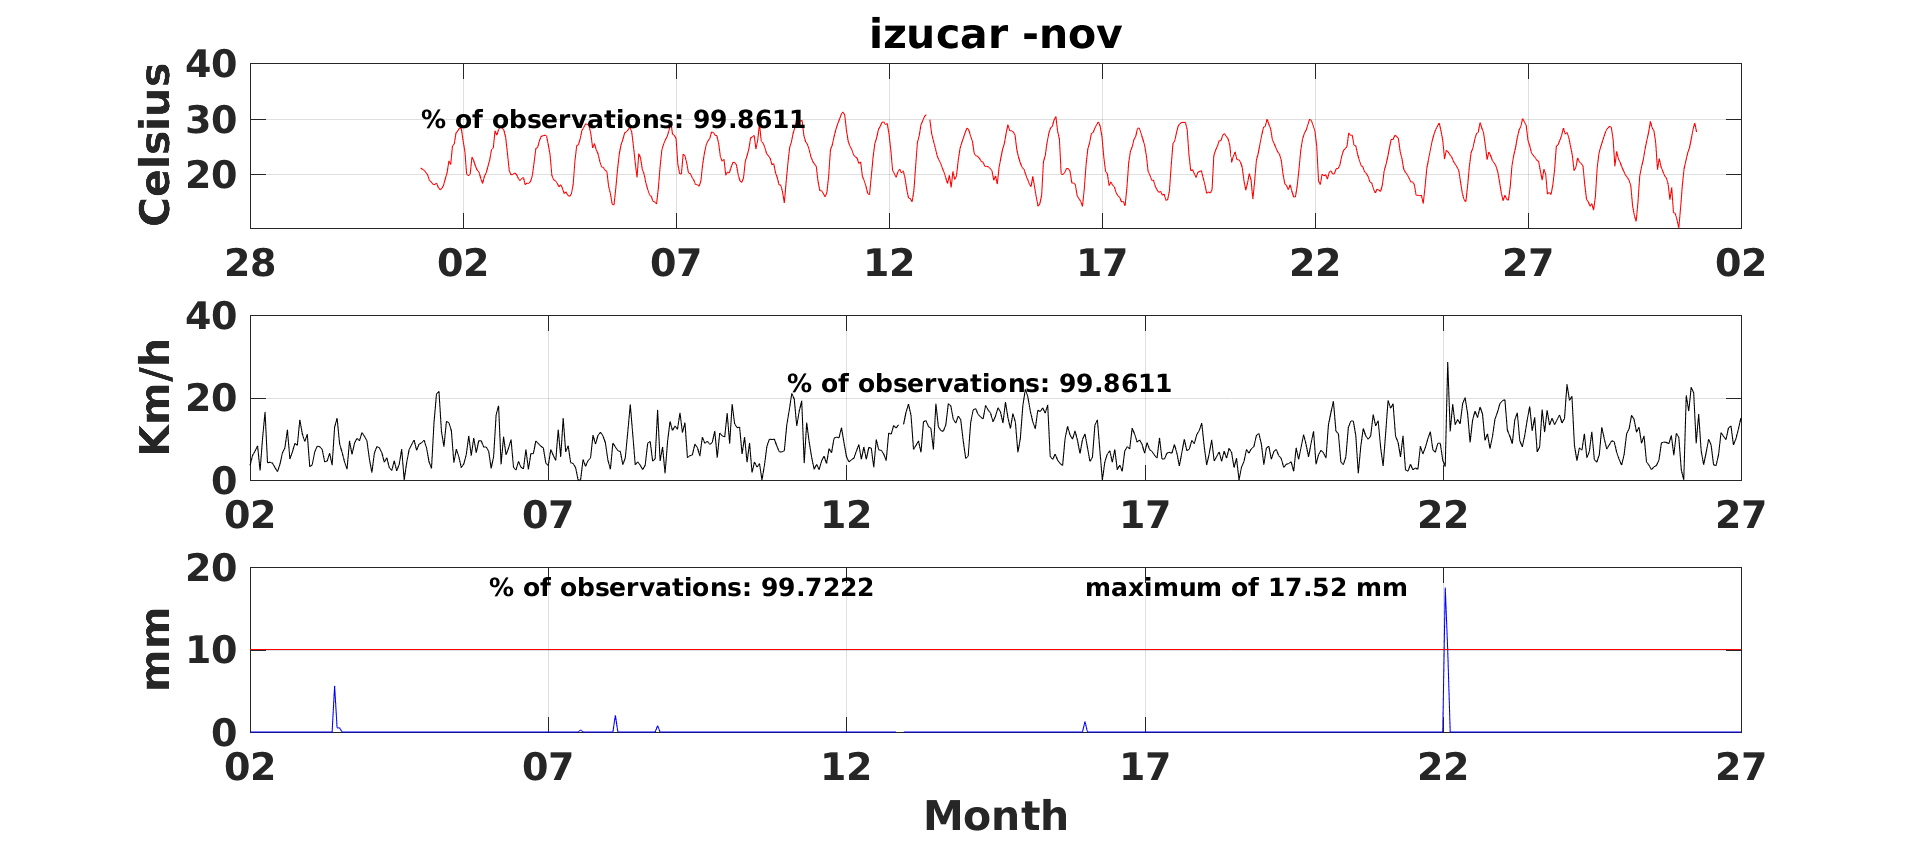 izucar -nov
Celsius
40
30
20
% of observations: 99.8611
28 02 07 12 17 22 27 02
Km/h
40
20
0
% of observations: 99.8611
02 07 12 17 22 27
mm
20
10
0
% of observations: 99.7222 maximum of 17.52 mm
02 07 12 17 22 27
Month